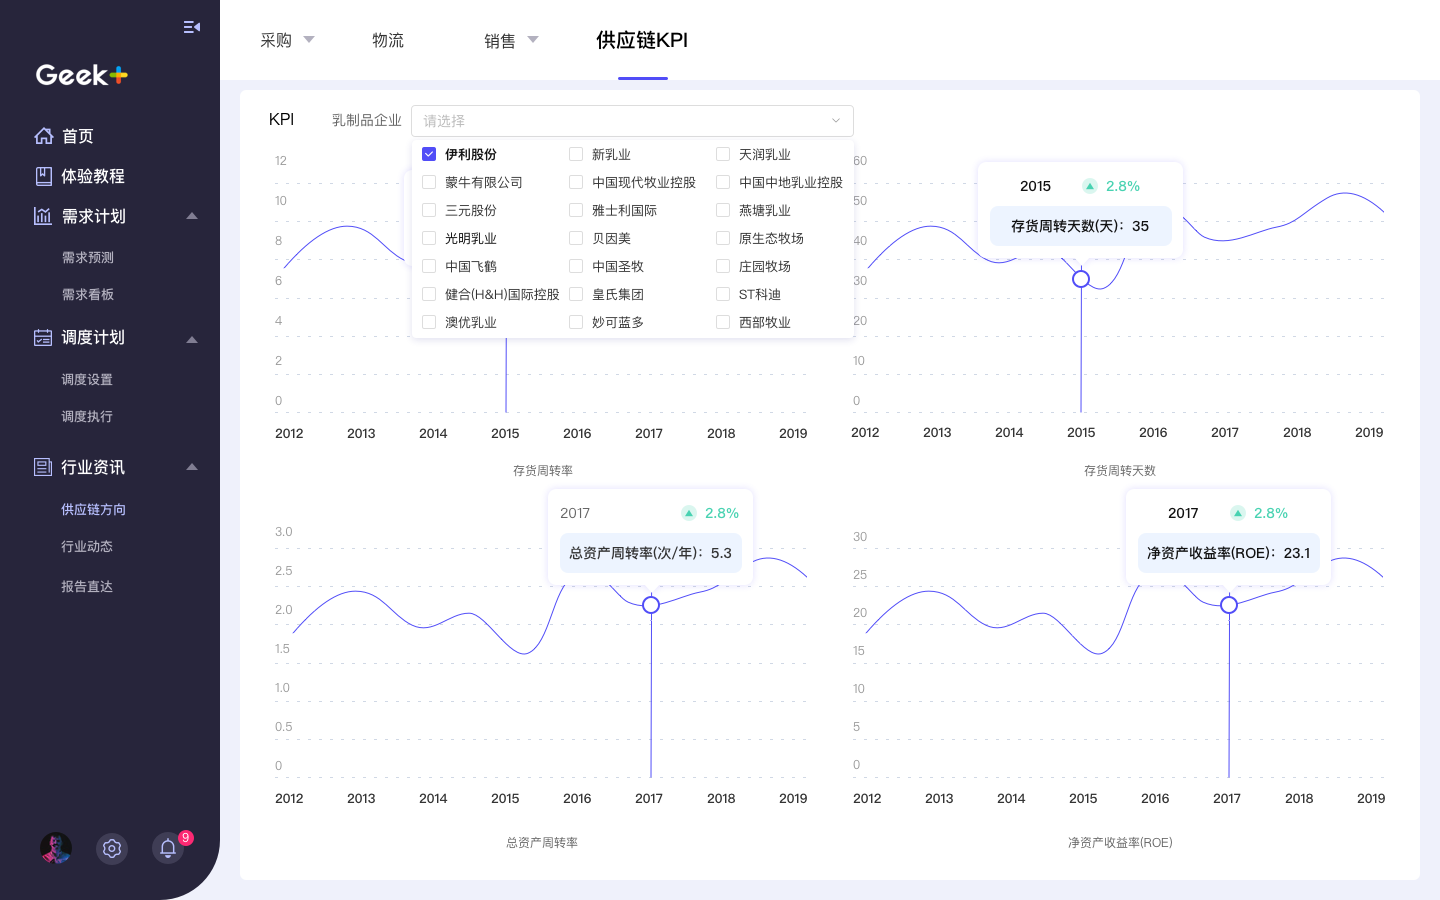 采购
物流
销售
供应链KPI
Geek+
首页
体验教程
需求计划
需求预测
需求看板
调度计划
调度设置
调度执行
行业资讯
供应链方向
行业动态
报告直达
9
KPI
乳制品企业
请选择
伊利股份 新乳业 天润乳业
蒙牛有限公司 中国现代牧业控股 中国中地乳业控股
三元股份 雅士利国际 燕塘乳业
光明乳业 贝因美 原生态牧场
中国飞鹤 中国圣牧 庄园牧场
健合(H&H)国际控股 皇氏集团 ST科迪
澳优乳业 妙可蓝多 西部牧业
12
10
8
6
4
2
0
2012 2013 2014 2015 2016 2017 2018 2019
存货周转率
60
50
40
30
20
10
0
2015 2.8%
存货周转天数(天)：35
2012 2013 2014 2015 2016 2017 2018 2019
存货周转天数
3.0
2.5
2.0
1.5
1.0
0.5
0
2017 2.8%
总资产周转率(次/年)：5.3
2012 2013 2014 2015 2016 2017 2018 2019
总资产周转率
30
25
20
15
10
5
0
2017 2.8%
净资产收益率(ROE)：23.1
2012 2013 2014 2015 2016 2017 2018 2019
净资产收益率(ROE)